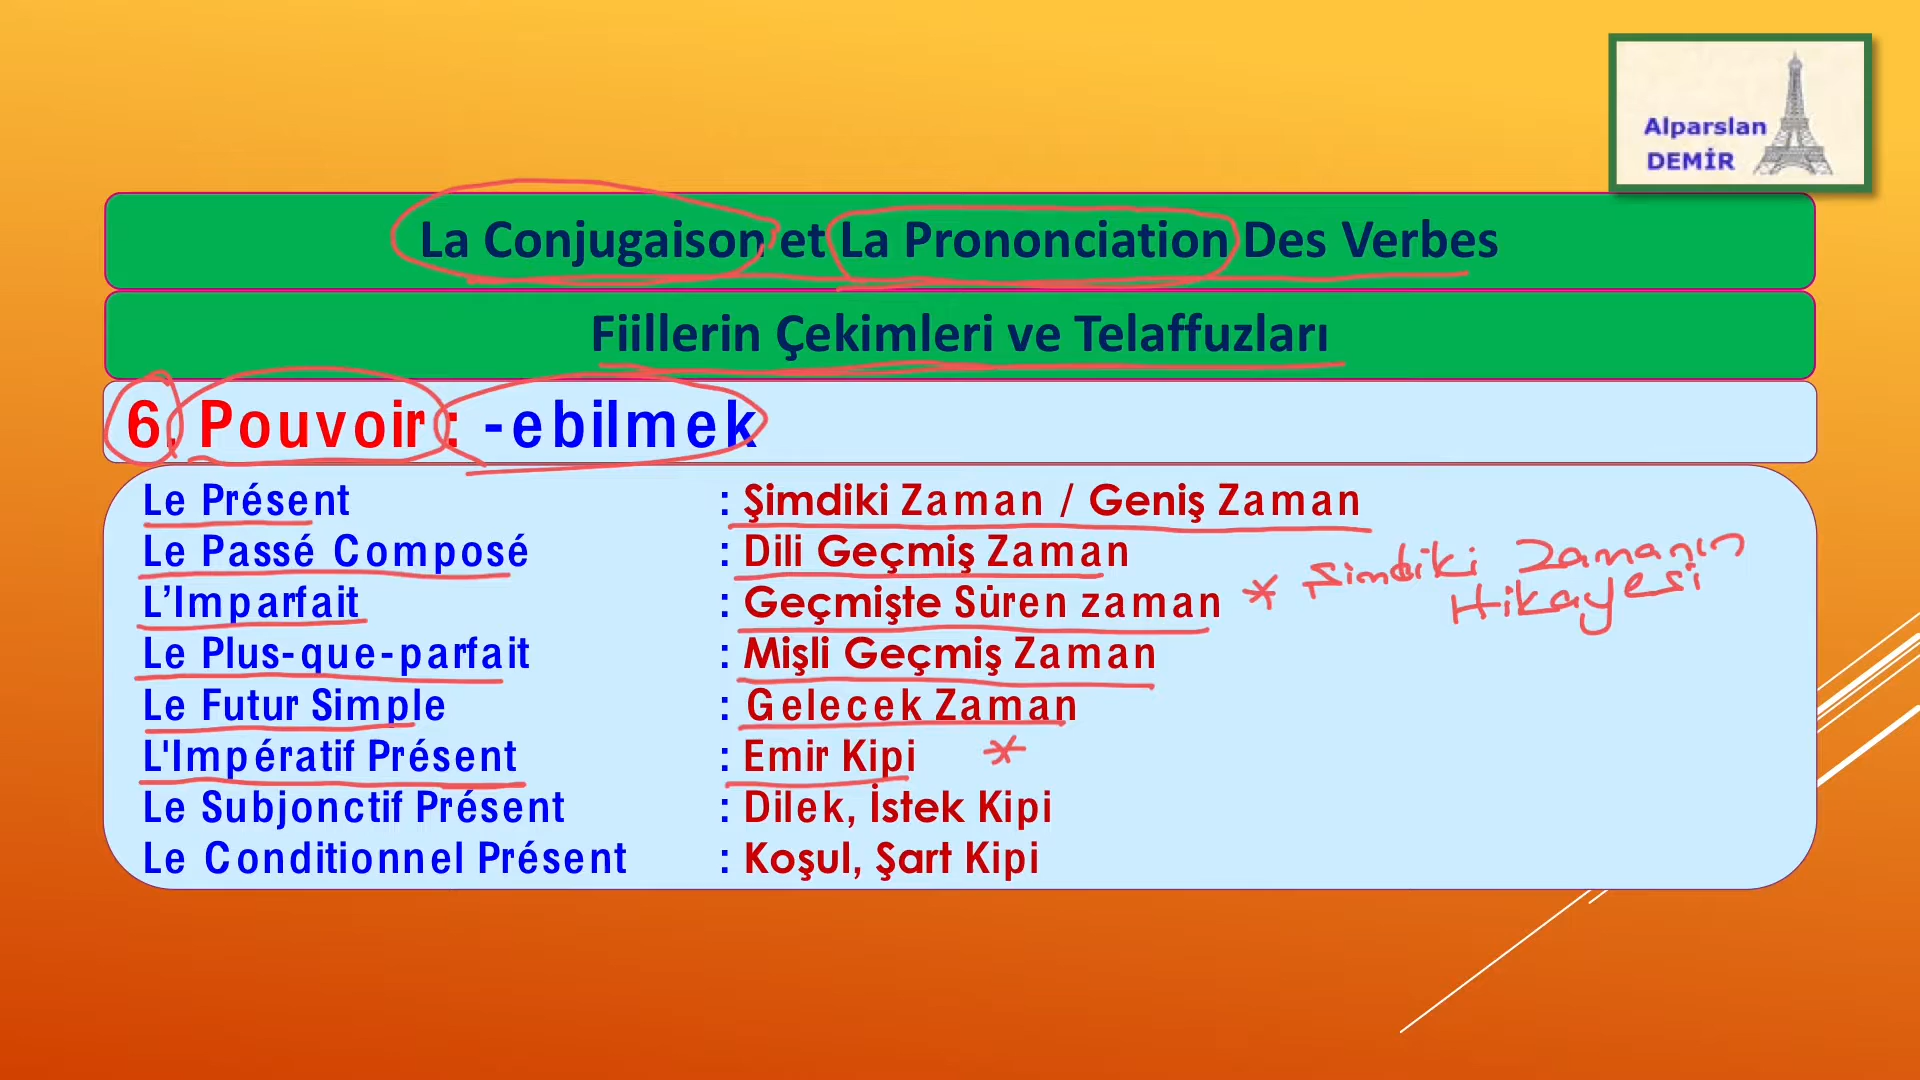 Alparslan
DEMİR
La Conjugaison et La Prononciation Des Verbes
Fiillerin Çekimleri ve Telaffuzları
6. Pouvoir : -ebilmek
Le Présent : Şimdiki Zaman / Geniş Zaman
Le Passé Composé : Dili Geçmiş Zaman
L’Imparfait : Geçmişte Süren zaman * Şimdiki Zamanın
Hikayesi
Le Plus-que-parfait : Mişli Geçmiş Zaman
Le Futur Simple : Gelecek Zaman
L'Impératif Présent : Emir Kipi *
Le Subjonctif Présent : Dilek, İstek Kipi
Le Conditionnel Présent : Koşul, Şart Kipi